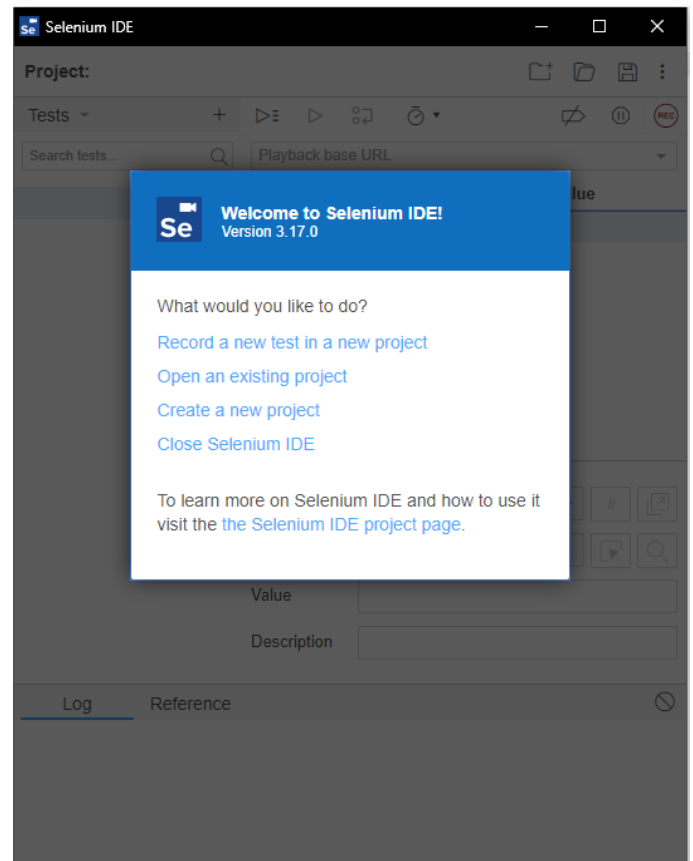 Se Selenium IDE
Project:
Tests
REC
Search tests...
Playback base URL
lue
Se
Welcome to Selenium IDE!
Version 3.17.0
What would you like to do?
Record a new test in a new project
Open an existing project
Create a new project
Close Selenium IDE
To learn more on Selenium IDE and how to use it
visit the the Selenium IDE project page.
//
Value
Description
Log Reference